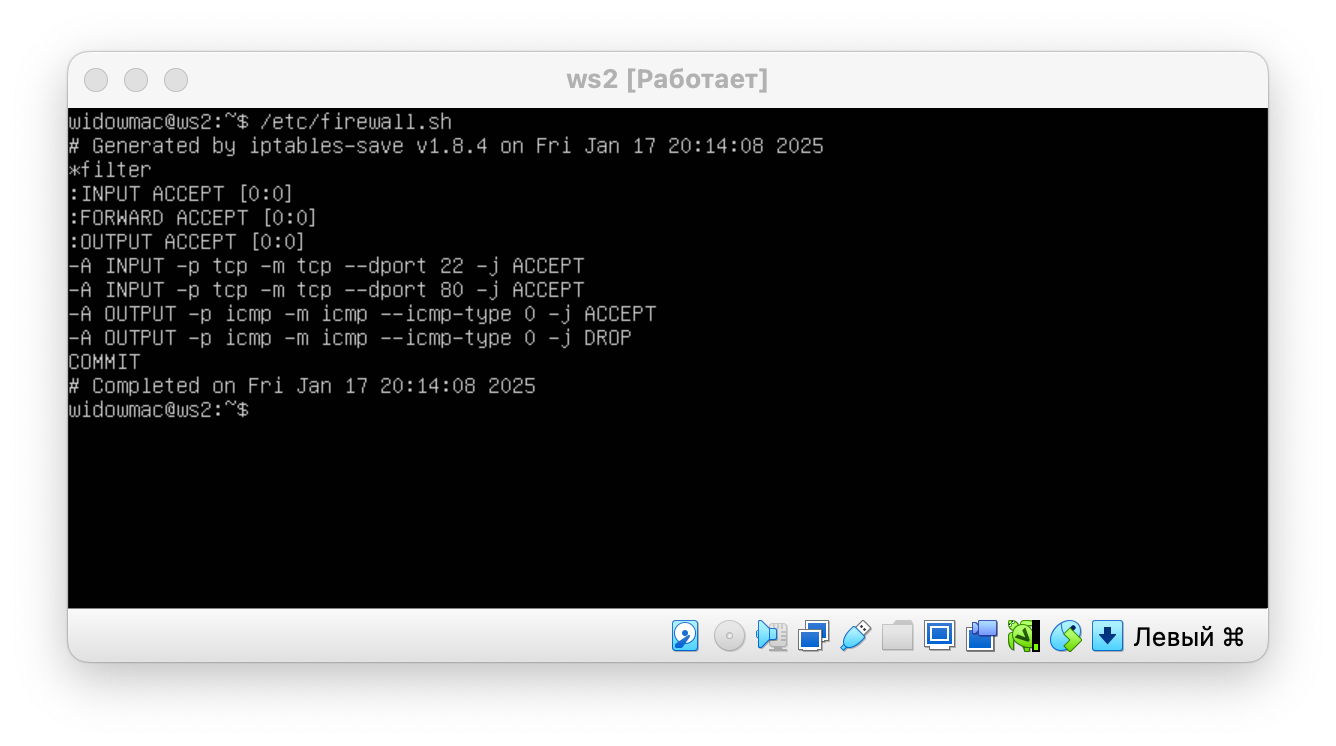 ws2 [Работает]
widowmac@ws2:~$ /etc/firewall.sh
# Generated by iptables-save v1.8.4 on Fri Jan 17 20:14:08 2025
*filter
:INPUT ACCEPT [0:0]
:FORWARD ACCEPT [0:0]
:OUTPUT ACCEPT [0:0]
-A INPUT -p tcp -m tcp --dport 22 -j ACCEPT
-A INPUT -p tcp -m tcp --dport 80 -j ACCEPT
-A OUTPUT -p icmp -m icmp --icmp-type 0 -j ACCEPT
-A OUTPUT -p icmp -m icmp --icmp-type 0 -j DROP
COMMIT
# Completed on Fri Jan 17 20:14:08 2025
widowmac@ws2:~$
Левый ⌘